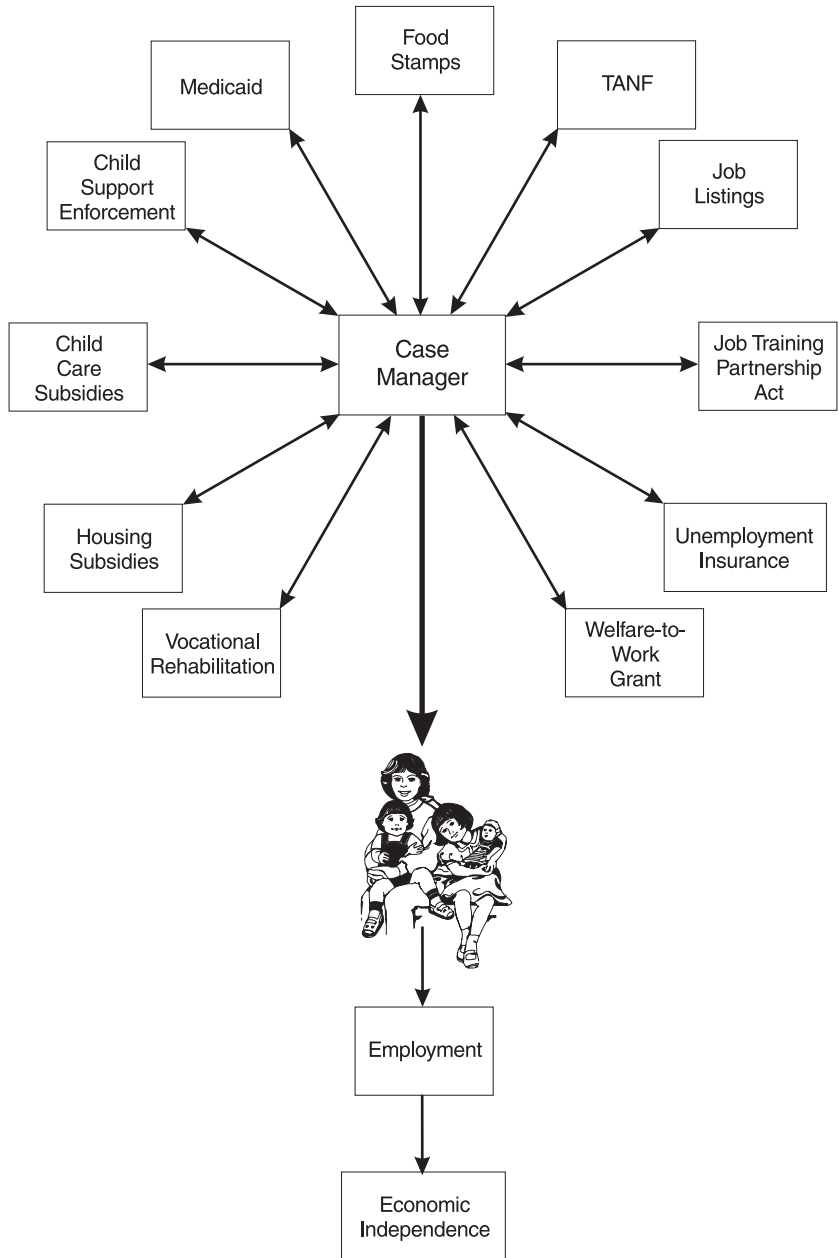 Food
Stamps
Medicaid
TANF
Child
Support
Enforcement
Job
Listings
Child
Care
Subsidies
Case
Manager
Job Training
Partnership
Act
Housing
Subsidies
Unemployment
Insurance
Vocational
Rehabilitation
Welfare-to-
Work
Grant
Employment
Economic
Independence